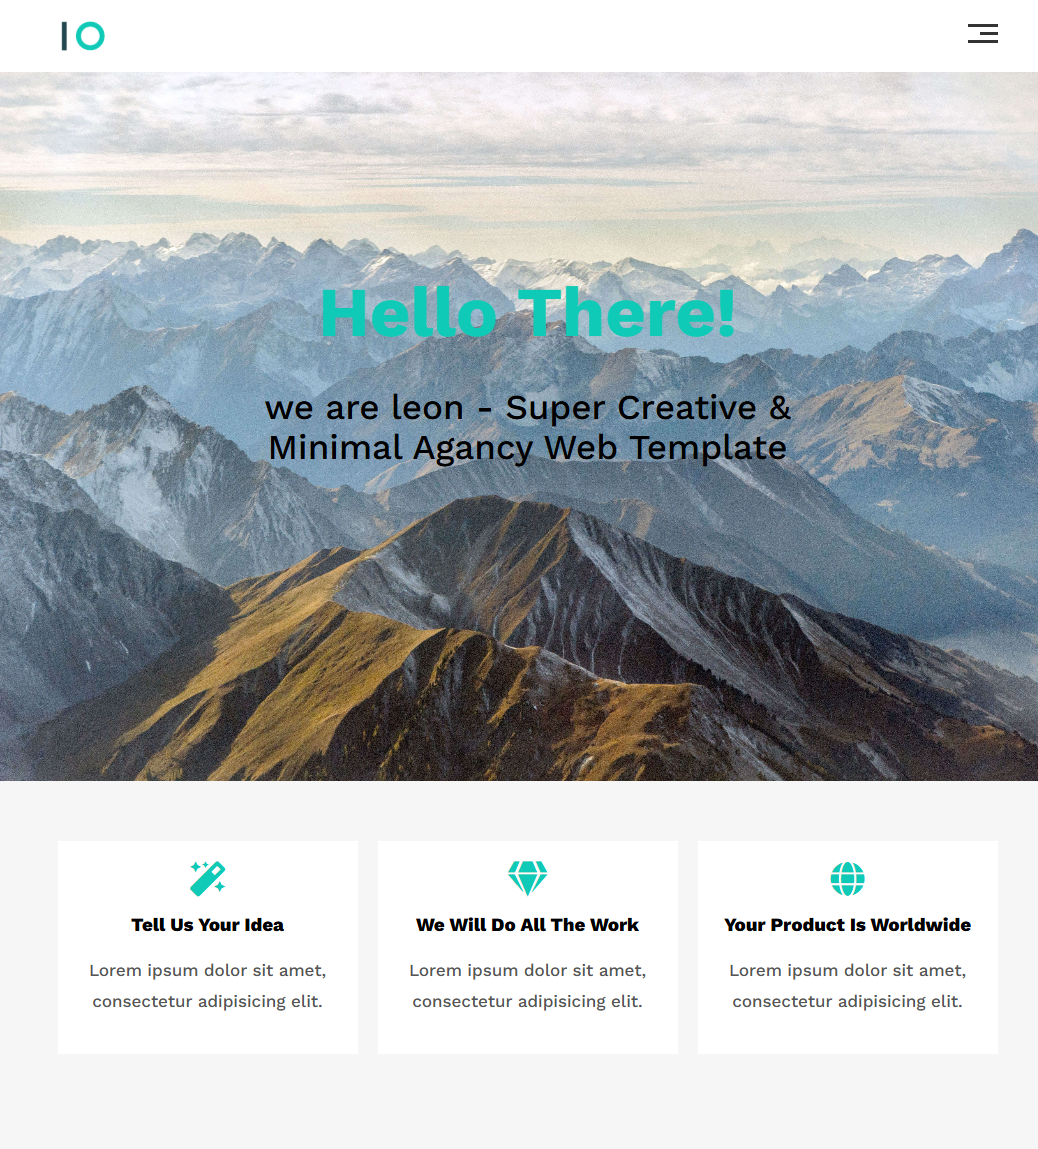 Hello There!
we are leon - Super Creative &
Minimal Agancy Web Template
Tell Us Your Idea
Lorem ipsum dolor sit amet,
consectetur adipisicing elit.
We Will Do All The Work
Lorem ipsum dolor sit amet,
consectetur adipisicing elit.
Your Product Is Worldwide
Lorem ipsum dolor sit amet,
consectetur adipisicing elit.